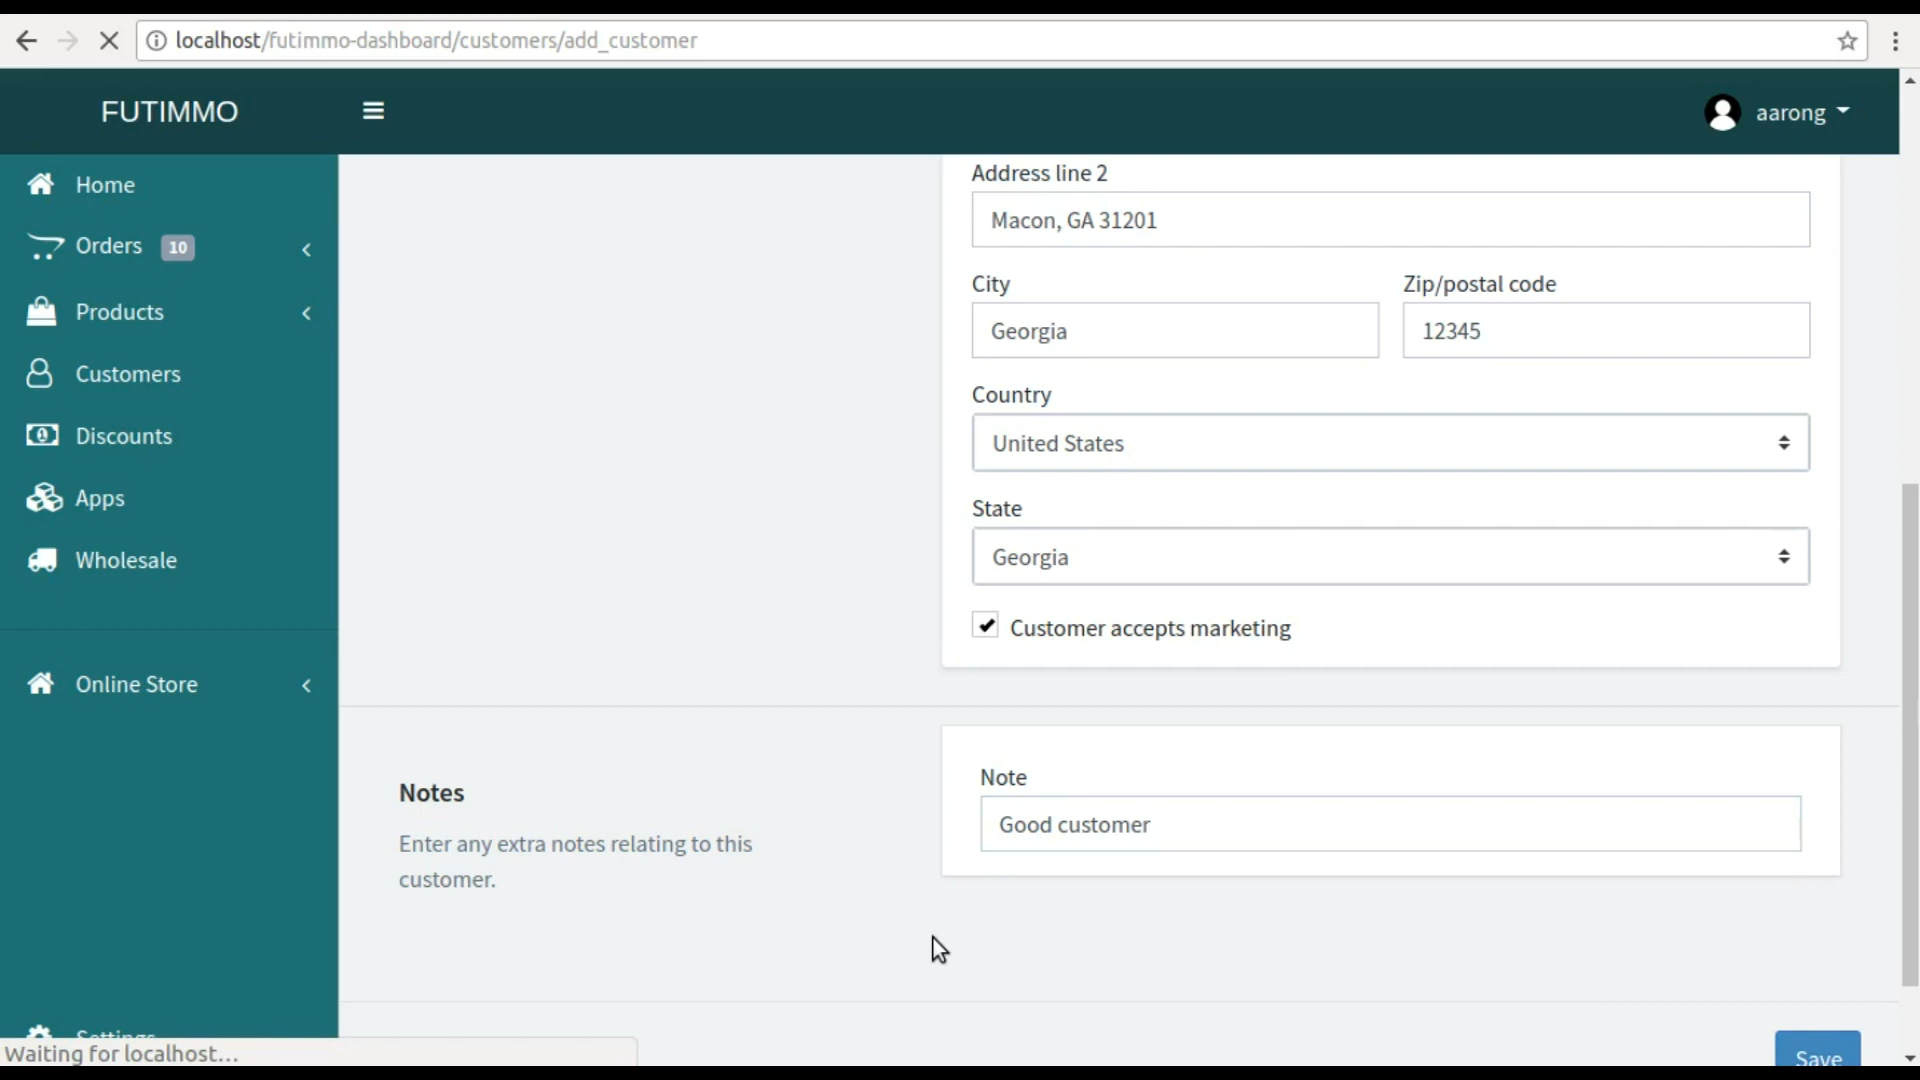 localhost/futimmo-dashboard/customers/add_customer
FUTIMMO
aarong
Home
Orders 10
Products
Customers
Discounts
Apps
Wholesale
Online Store
Settings
Address line 2
Macon, GA 31201
City
Zip/postal code
Georgia
12345
Country
United States
State
Georgia
Customer accepts marketing
Notes
Enter any extra notes relating to this
customer.
Note
Good customer
Save
Waiting for localhost...